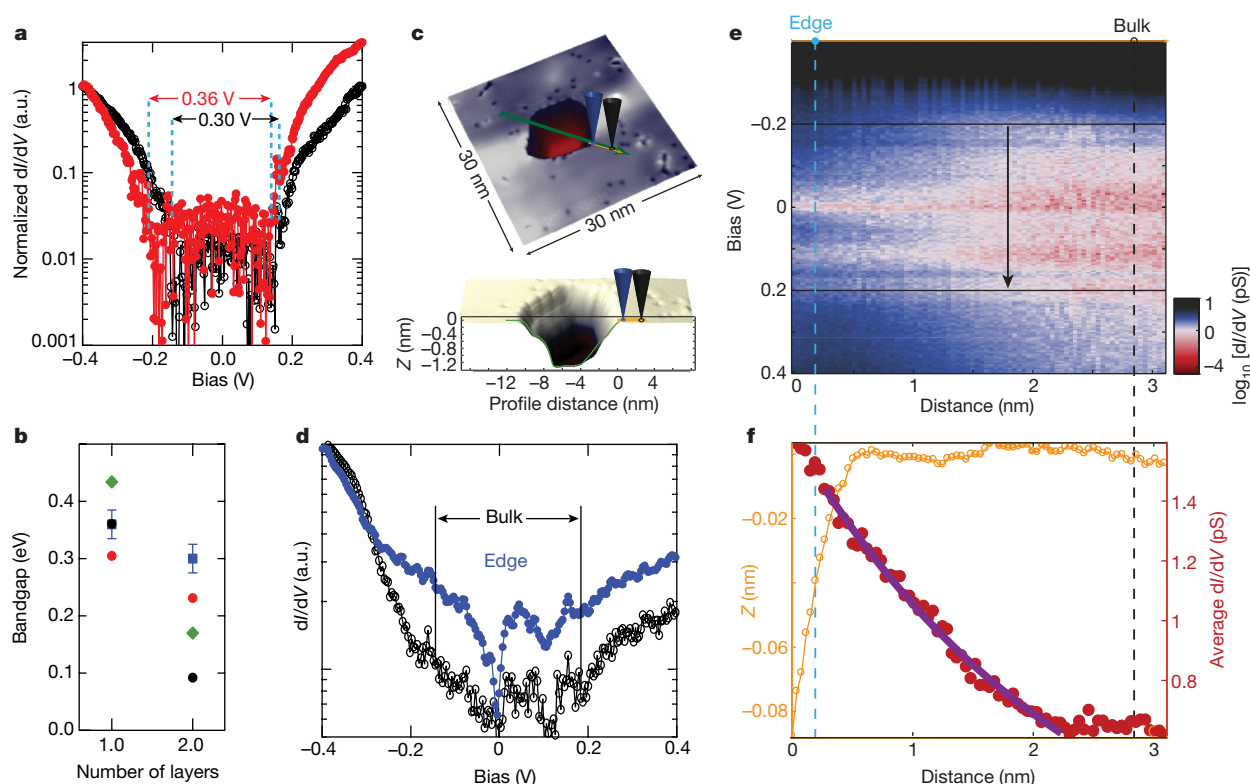 a
Normalized dI/dV (a.u.)
1
0.1
0.01
0.001
0.36 V
0.30 V
−0.4
−0.2
0.0
0.2
0.4
Bias (V)
b
Bandgap (eV)
0.4
0.3
0.2
0.1
0.0
1.0
2.0
Number of layers
c
30 nm
30 nm
Z (nm)
0
−0.4
−0.8
−1.2
−12
−8
−4
0
4
Profile distance (nm)
d
dI/dV (a.u.)
Bulk
Edge
−0.4
−0.2
0
0.2
0.4
Bias (V)
Edge
Bulk
e
Bias (V)
-0.2
0
0.2
0.4
0
1
2
3
Distance (nm)
1
0
−4
log10 [dI/dV (pS)]
f
Z (nm)
−0.02
−0.04
−0.06
−0.08
1.4
1.2
1
0.8
Average dI/dV (pS)
0
1
2
3
Distance (nm)